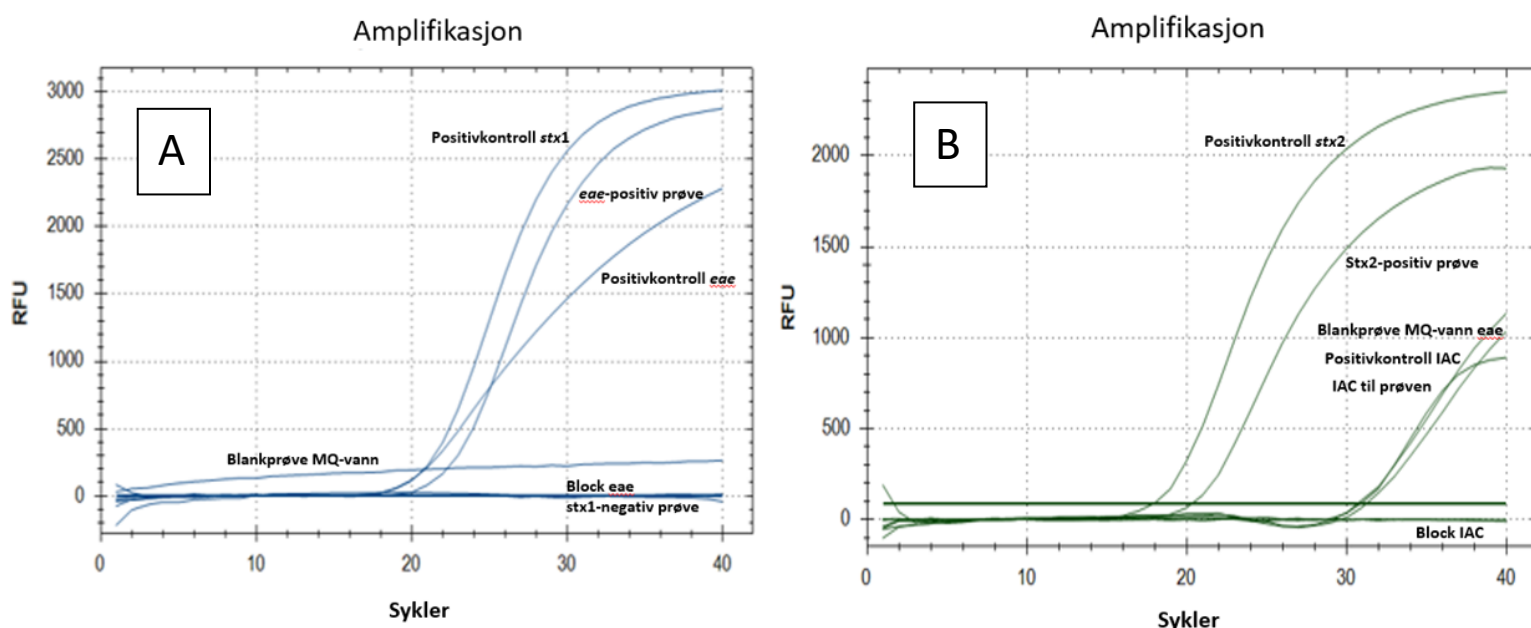 Amplifikasjon
A
3000
2500
2000
1500
1000
500
0
RFU
Positivkontroll stx1
eae-positiv prøve
Positivkontroll eae
Blankprøve MQ-vann
Block eae
stx1-negativ prøve
0 10 20 30 40
Sykler
Amplifikasjon
B
2000
1500
1000
500
0
RFU
Positivkontroll stx2
Stx2-positiv prøve
Blankprøve MQ-vann eae
Positivkontroll IAC
IAC til prøven
Block IAC
0 10 20 30 40
Sykler